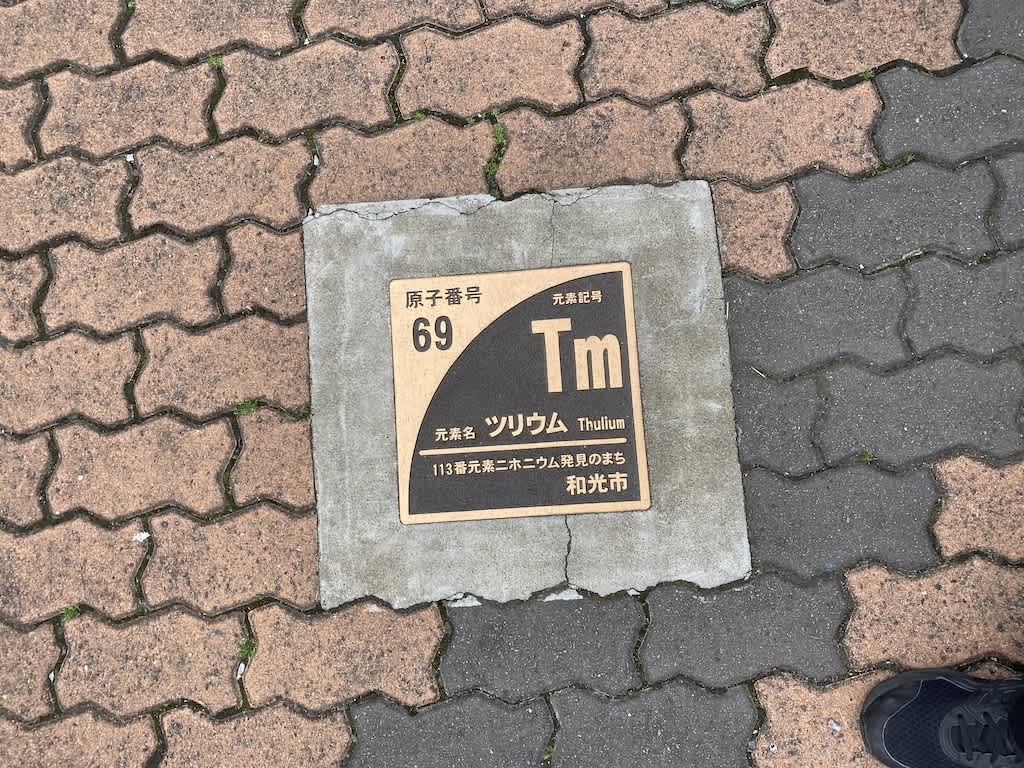 原子番号
69
元素記号
Tm
元素名 ツリウム Thulium
113番元素ニホニウム発見のまち
和光市